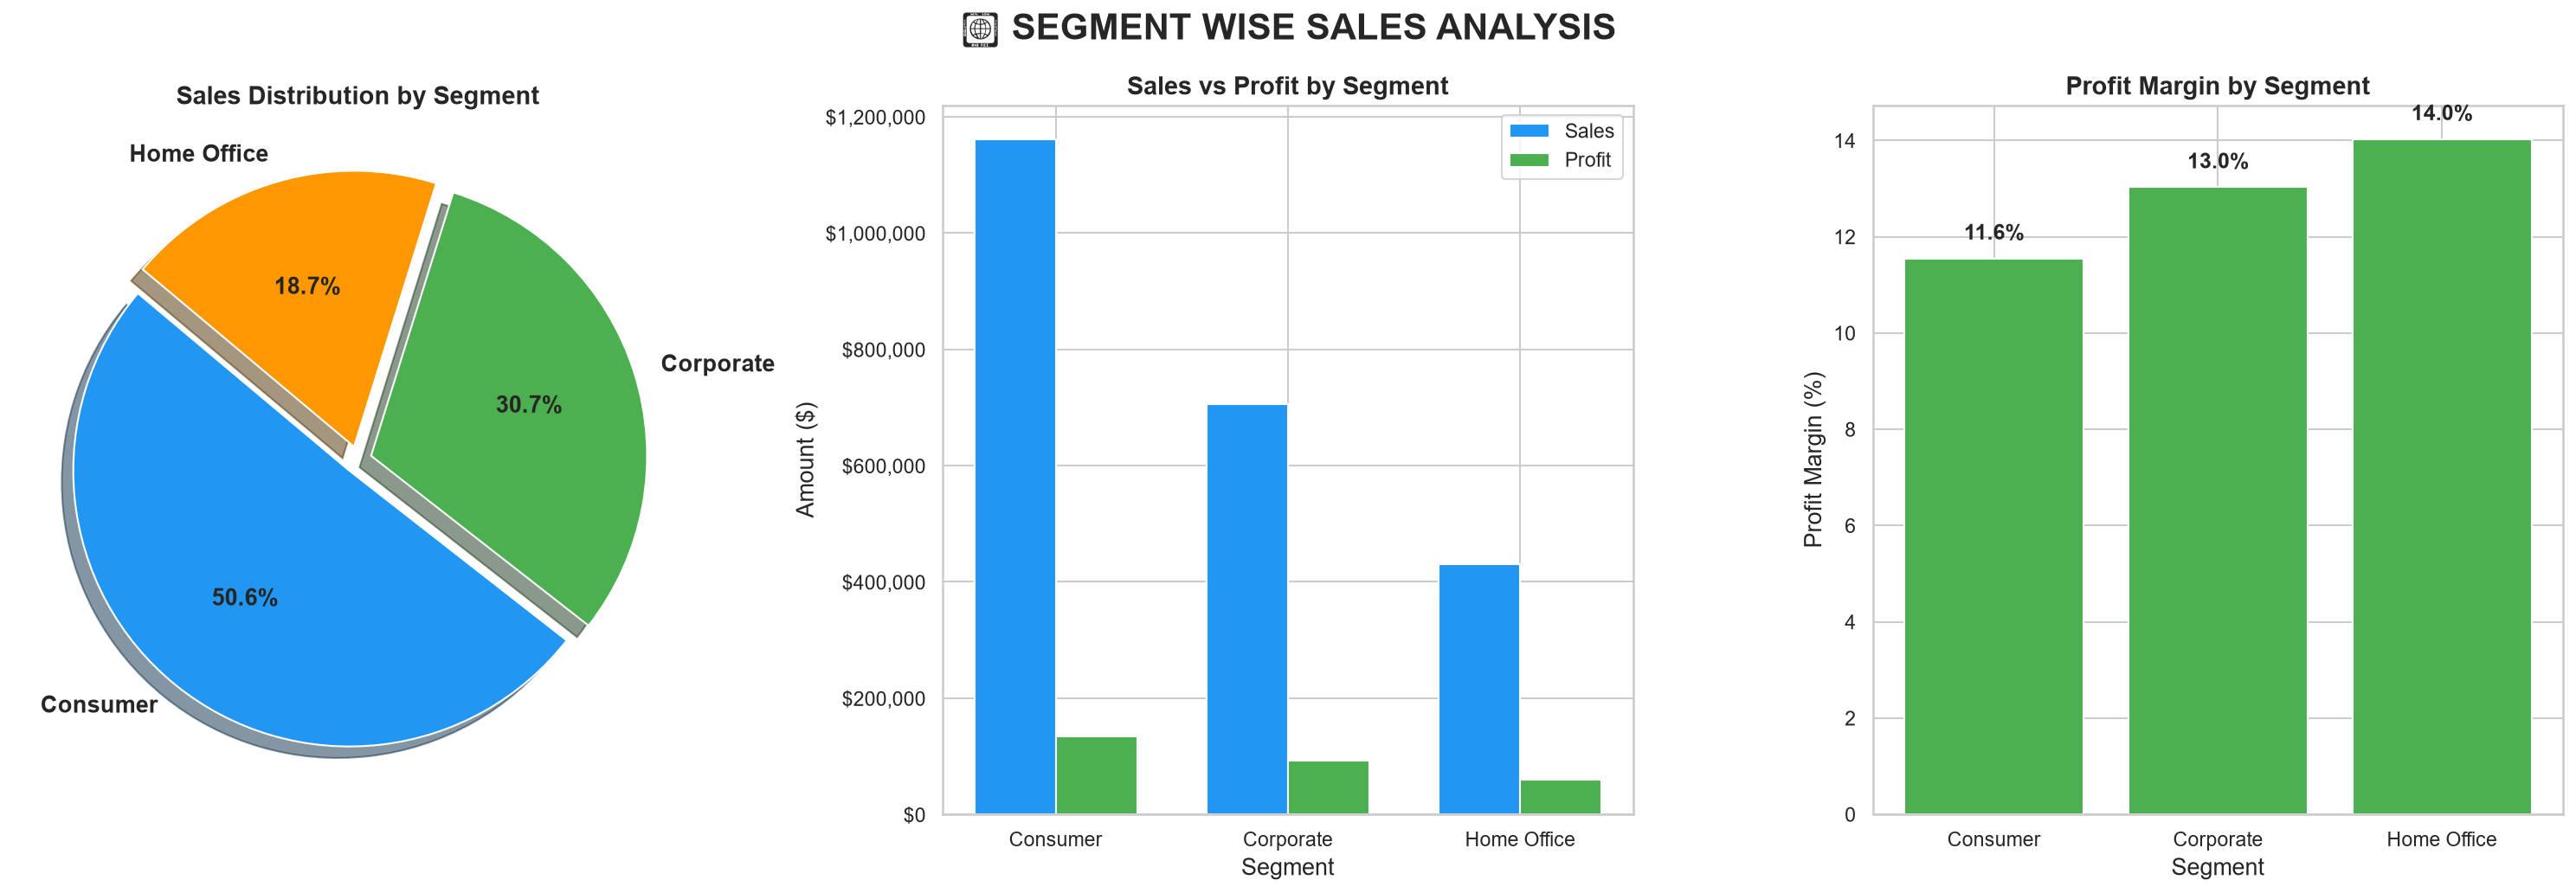 SEGMENT WISE SALES ANALYSIS
Sales Distribution by Segment
Home Office
18.7%
Corporate
30.7%
50.6%
Consumer
Sales vs Profit by Segment
Sales
Profit
Amount ($)
$1,200,000
$1,000,000
$800,000
$600,000
$400,000
$200,000
$0
Consumer
Corporate
Home Office
Segment
Profit Margin by Segment
14.0%
13.0%
11.6%
Profit Margin (%)
14
12
10
8
6
4
2
0
Consumer
Corporate
Home Office
Segment